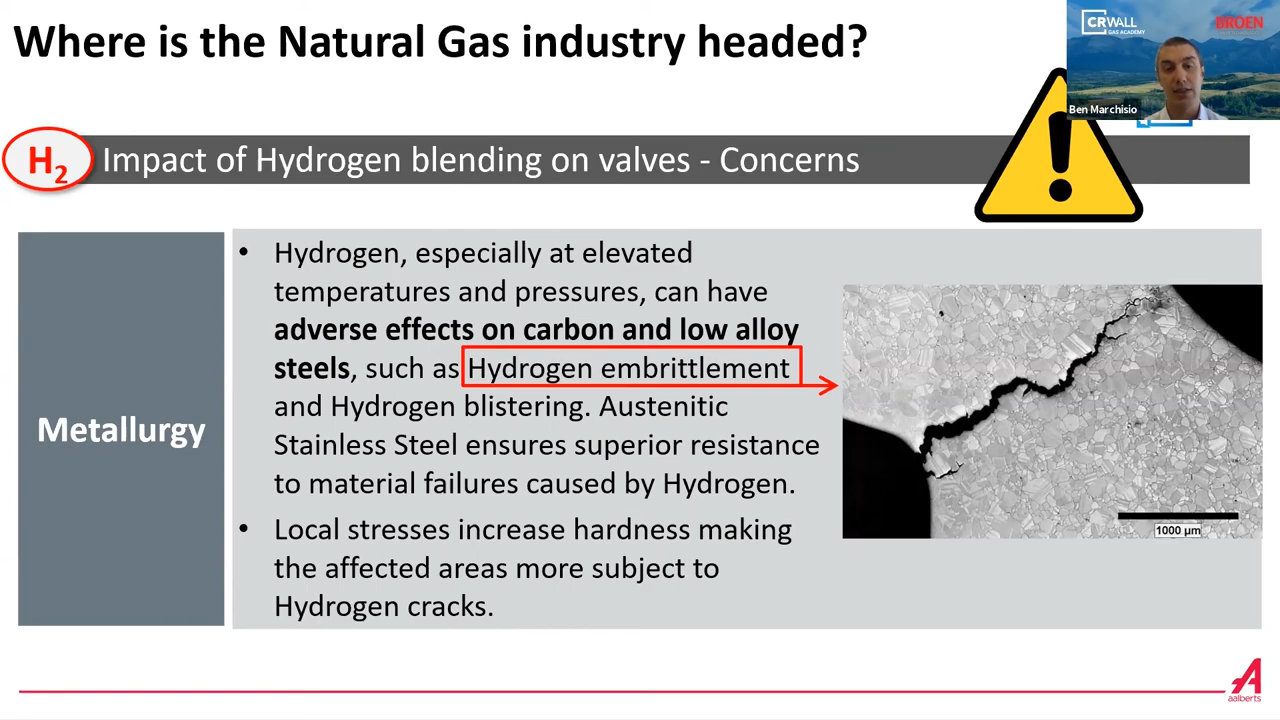 Where is the Natural Gas industry headed?
CRWALL
GAS ACADEMY
BROEN
Ben Marchisio
H2
Impact of Hydrogen blending on valves - Concerns
Metallurgy
• Hydrogen, especially at elevated
temperatures and pressures, can have
adverse effects on carbon and low alloy
steels, such as Hydrogen embrittlement
and Hydrogen blistering. Austenitic
Stainless Steel ensures superior resistance
to material failures caused by Hydrogen.
• Local stresses increase hardness making
the affected areas more subject to
Hydrogen cracks.
1000 µm
aalberts